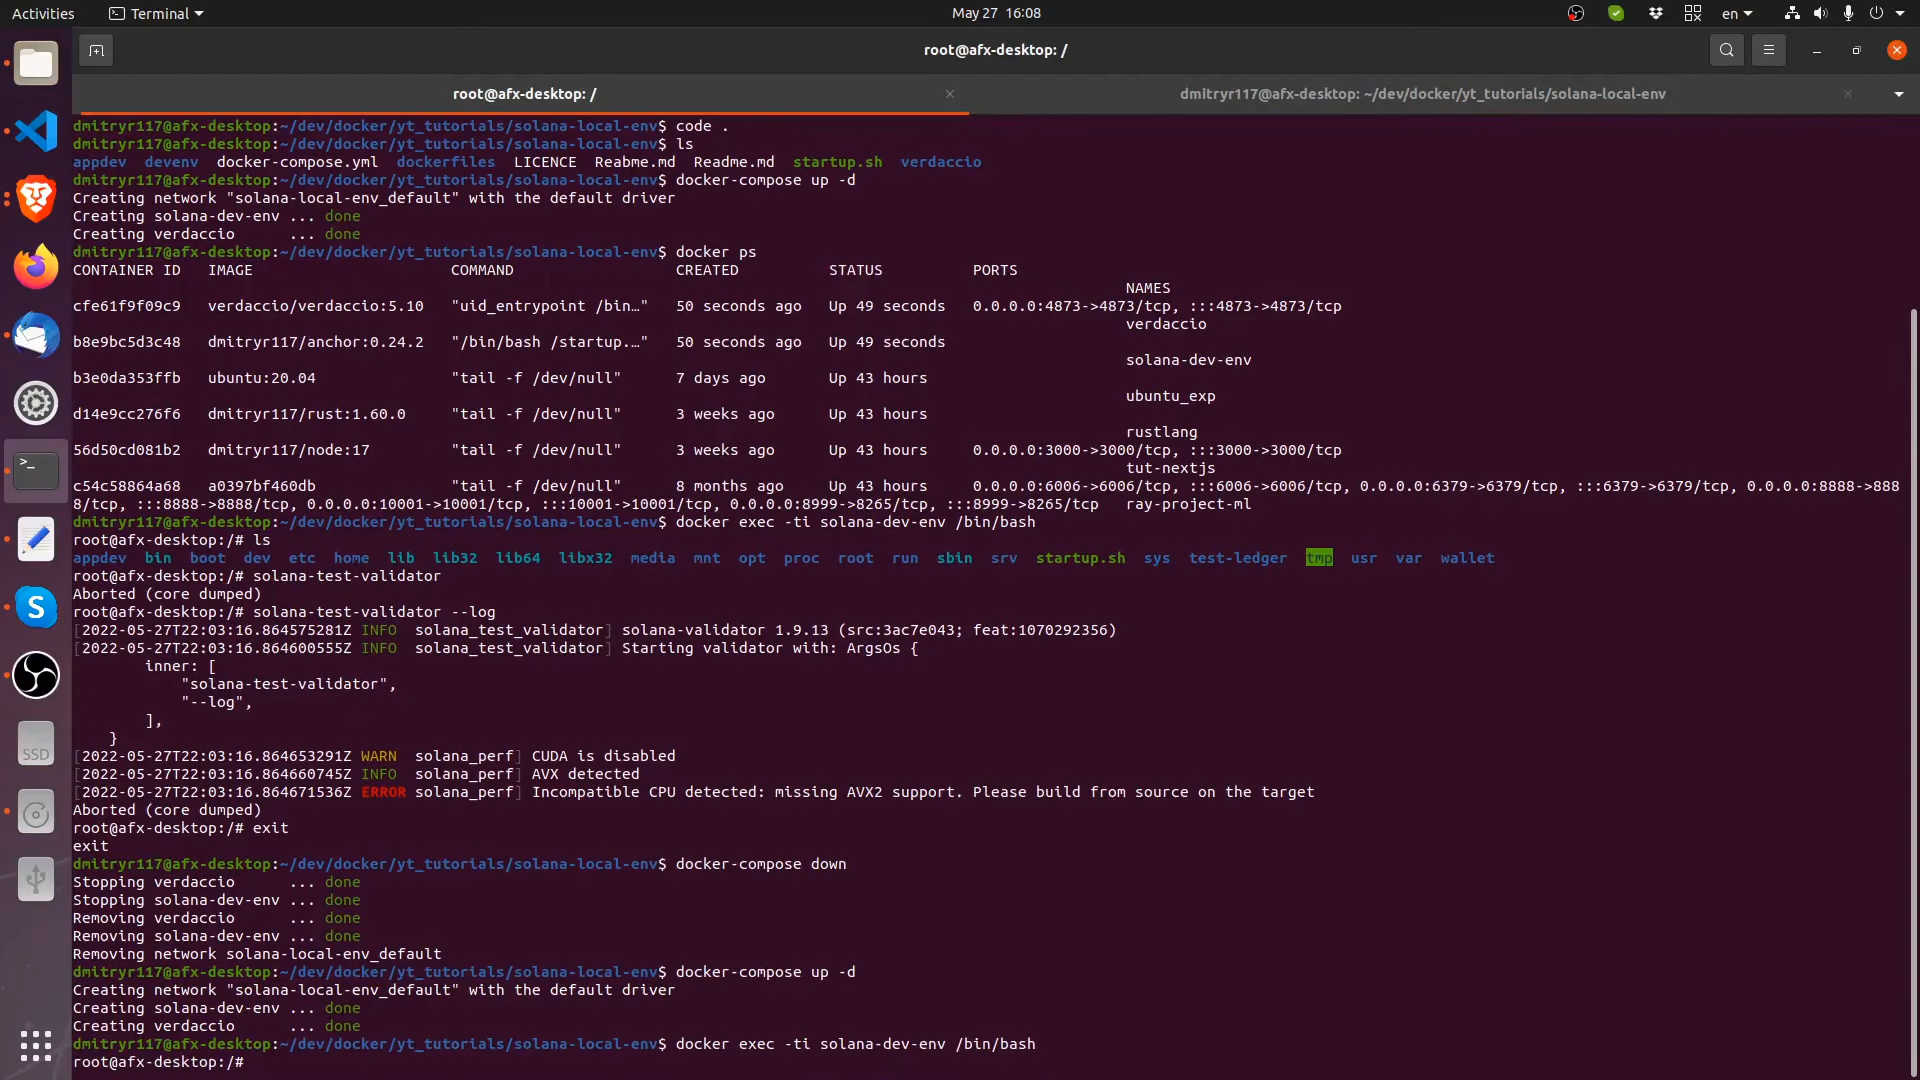 Activities Terminal May 27 16:08 en
root@afx-desktop: /
root@afx-desktop: / dmitryr117@afx-desktop: ~/dev/docker/yt_tutorials/solana-local-env
dmitryr117@afx-desktop:~/dev/docker/yt_tutorials/solana-local-env$ code .
dmitryr117@afx-desktop:~/dev/docker/yt_tutorials/solana-local-env$ ls
appdev devenv docker-compose.yml dockerfiles LICENCE Reabme.md Readme.md startup.sh verdaccio
dmitryr117@afx-desktop:~/dev/docker/yt_tutorials/solana-local-env$ docker-compose up -d
Creating network "solana-local-env_default" with the default driver
Creating solana-dev-env ... done
Creating verdaccio ... done
dmitryr117@afx-desktop:~/dev/docker/yt_tutorials/solana-local-env$ docker ps
CONTAINER ID IMAGE COMMAND CREATED STATUS PORTS
NAMES
cfe61f9f09c9 verdaccio/verdaccio:5.10 "uid_entrypoint /bin…" 50 seconds ago Up 49 seconds 0.0.0.0:4873->4873/tcp, :::4873->4873/tcp
verdaccio
b8e9bc5d3c48 dmitryr117/anchor:0.24.2 "/bin/bash /startup.…" 50 seconds ago Up 49 seconds
solana-dev-env
b3e0da353ffb ubuntu:20.04 "tail -f /dev/null" 7 days ago Up 43 hours
ubuntu_exp
d14e9cc276f6 dmitryr117/rust:1.60.0 "tail -f /dev/null" 3 weeks ago Up 43 hours
rustlang
56d50cd081b2 dmitryr117/node:17 "tail -f /dev/null" 3 weeks ago Up 43 hours 0.0.0.0:3000->3000/tcp, :::3000->3000/tcp
tut-nextjs
c54c58864a68 a0397bf460db "tail -f /dev/null" 8 months ago Up 43 hours 0.0.0.0:6006->6006/tcp, :::6006->6006/tcp, 0.0.0.0:6379->6379/tcp, :::6379->6379/tcp, 0.0.0.0:8888->888
8/tcp, :::8888->8888/tcp, 0.0.0.0:10001->10001/tcp, :::10001->10001/tcp, 0.0.0.0:8999->8265/tcp, :::8999->8265/tcp ray-project-ml
dmitryr117@afx-desktop:~/dev/docker/yt_tutorials/solana-local-env$ docker exec -ti solana-dev-env /bin/bash
root@afx-desktop:/# ls
appdev bin boot dev etc home lib lib32 lib64 libx32 media mnt opt proc root run sbin srv startup.sh sys test-ledger tmp usr var wallet
root@afx-desktop:/# solana-test-validator
Aborted (core dumped)
root@afx-desktop:/# solana-test-validator --log
[2022-05-27T22:03:16.864575281Z INFO solana_test_validator] solana-validator 1.9.13 (src:3ac7e043; feat:1070292356)
[2022-05-27T22:03:16.864600555Z INFO solana_test_validator] Starting validator with: ArgsOs {
inner: [
"solana-test-validator",
"--log",
],
}
[2022-05-27T22:03:16.864653291Z WARN solana_perf] CUDA is disabled
[2022-05-27T22:03:16.864660745Z INFO solana_perf] AVX detected
[2022-05-27T22:03:16.864671536Z ERROR solana_perf] Incompatible CPU detected: missing AVX2 support. Please build from source on the target
Aborted (core dumped)
root@afx-desktop:/# exit
exit
dmitryr117@afx-desktop:~/dev/docker/yt_tutorials/solana-local-env$ docker-compose down
Stopping verdaccio ... done
Stopping solana-dev-env ... done
Removing verdaccio ... done
Removing solana-dev-env ... done
Removing network solana-local-env_default
dmitryr117@afx-desktop:~/dev/docker/yt_tutorials/solana-local-env$ docker-compose up -d
Creating network "solana-local-env_default" with the default driver
Creating solana-dev-env ... done
Creating verdaccio ... done
dmitryr117@afx-desktop:~/dev/docker/yt_tutorials/solana-local-env$ docker exec -ti solana-dev-env /bin/bash
root@afx-desktop:/#
SSD